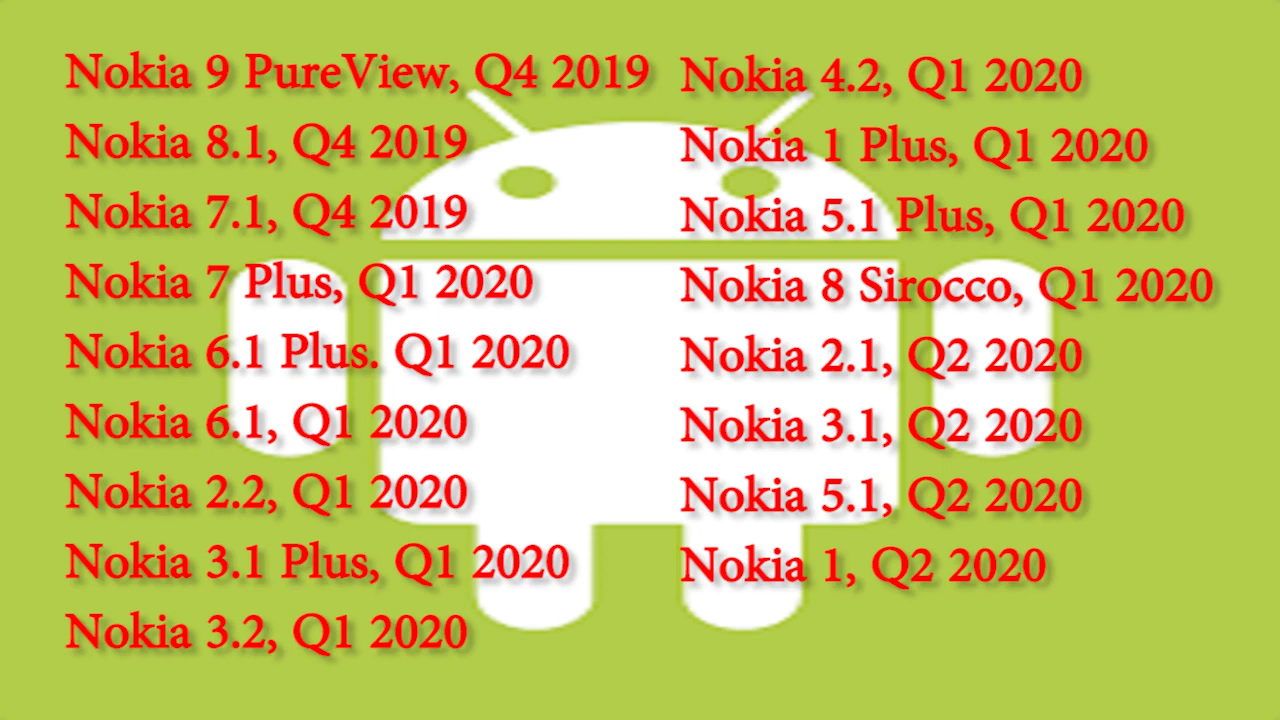 Nokia 9 PureView, Q4 2019
Nokia 8.1, Q4 2019
Nokia 7.1, Q4 2019
Nokia 7 Plus, Q1 2020
Nokia 6.1 Plus. Q1 2020
Nokia 6.1, Q1 2020
Nokia 2.2, Q1 2020
Nokia 3.1 Plus, Q1 2020
Nokia 3.2, Q1 2020
Nokia 4.2, Q1 2020
Nokia 1 Plus, Q1 2020
Nokia 5.1 Plus, Q1 2020
Nokia 8 Sirocco, Q1 2020
Nokia 2.1, Q2 2020
Nokia 3.1, Q2 2020
Nokia 5.1, Q2 2020
Nokia 1, Q2 2020